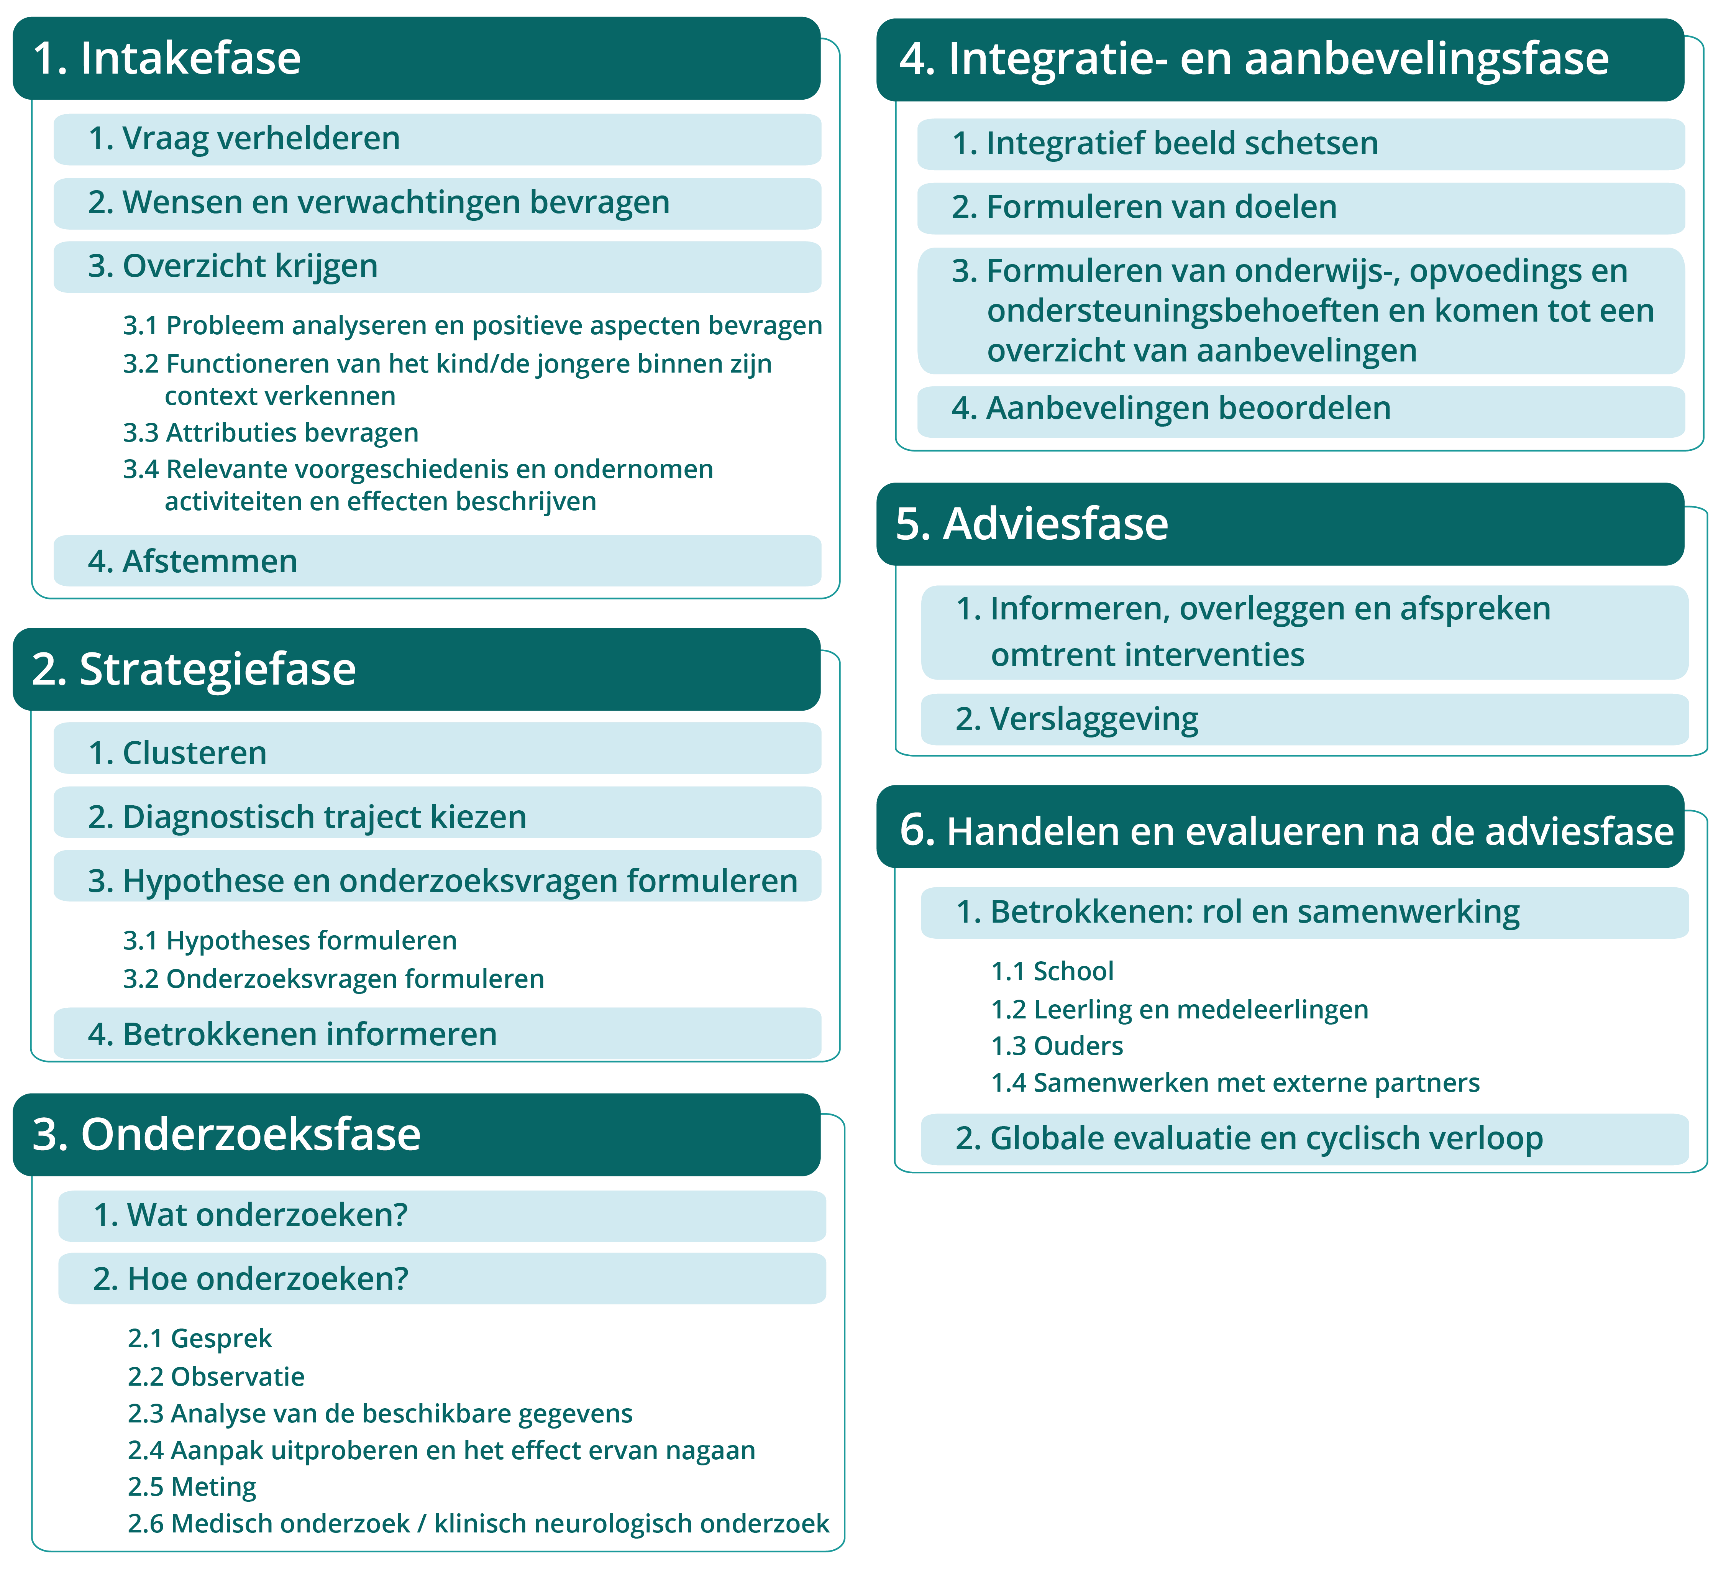 1. Intakefase
1. Vraag verhelderen
2. Wensen en verwachtingen bevragen
3. Overzicht krijgen
3.1 Probleem analyseren en positieve aspecten bevragen
3.2 Functioneren van het kind/de jongere binnen zijn
context verkennen
3.3 Attributies bevragen
3.4 Relevante voorgeschiedenis en ondernomen
activiteiten en effecten beschrijven
4. Afstemmen
2. Strategiefase
1. Clusteren
2. Diagnostisch traject kiezen
3. Hypothese en onderzoeksvragen formuleren
3.1 Hypotheses formuleren
3.2 Onderzoeksvragen formuleren
4. Betrokkenen informeren
3. Onderzoeksfase
1. Wat onderzoeken?
2. Hoe onderzoeken?
2.1 Gesprek
2.2 Observatie
2.3 Analyse van de beschikbare gegevens
2.4 Aanpak uitproberen en het effect ervan nagaan
2.5 Meting
2.6 Medisch onderzoek / klinisch neurologisch onderzoek
4. Integratie- en aanbevelingsfase
1. Integratief beeld schetsen
2. Formuleren van doelen
3. Formuleren van onderwijs-, opvoedings en
ondersteuningsbehoeften en komen tot een
overzicht van aanbevelingen
4. Aanbevelingen beoordelen
5. Adviesfase
1. Informeren, overleggen en afspreken
omtrent interventies
2. Verslaggeving
6. Handelen en evalueren na de adviesfase
1. Betrokkenen: rol en samenwerking
1.1 School
1.2 Leerling en medeleerlingen
1.3 Ouders
1.4 Samenwerken met externe partners
2. Globale evaluatie en cyclisch verloop